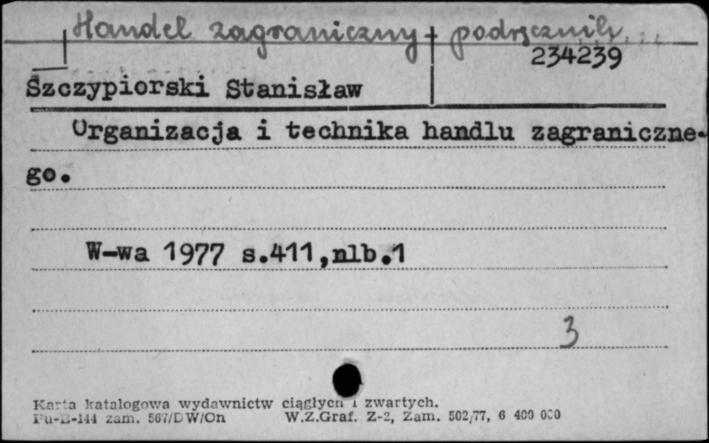 Handel zagraniczny + podręczniki
234239
Szczypiorski Stanisław
Organizacja i technika handlu zagraniczne-
go.
W-wa 1977 s.411,nlb.1
3
Karta katalogowa wydawnictw ciągłych i zwartych.
Pu-B-144 zam. 567/DW/On W.Z.Graf. Z-2, Zam. 502/77, 6 400 000